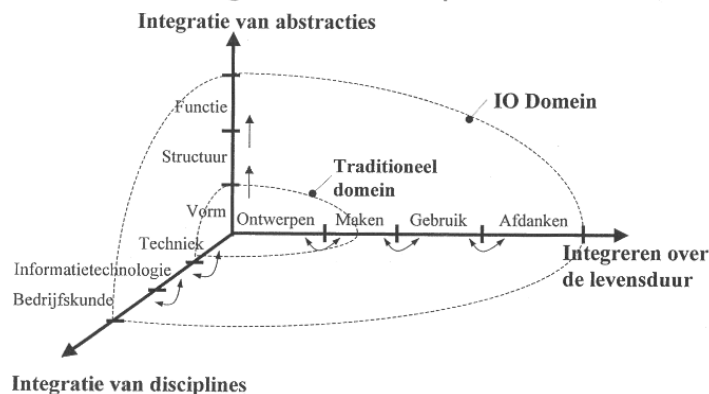 Integratie van abstracties
Functie
IO Domein
Structuur
Traditioneel
domein
Vorm
Ontwerpen
Maken
Gebruik
Afdanken
Techniek
Integreren over
de levensduur
Informatietechnologie
Bedrijfskunde
Integratie van disciplines